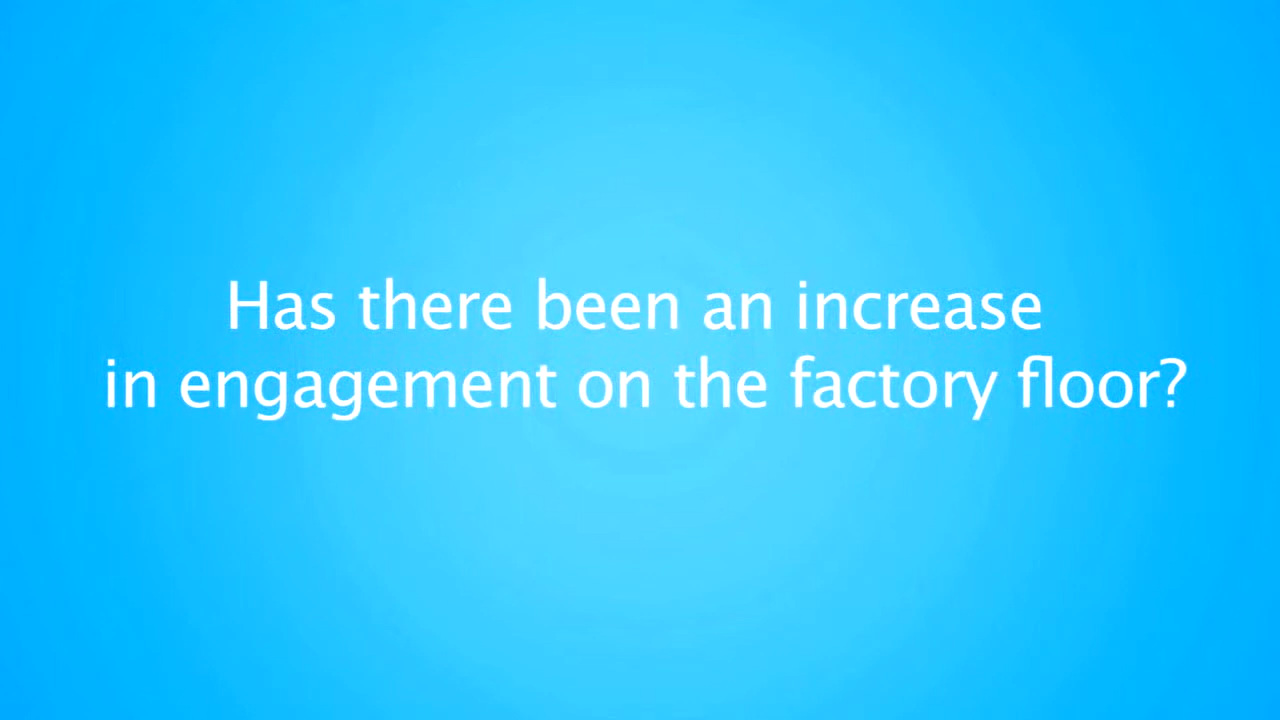 Has there been an increase
in engagement on the factory floor?